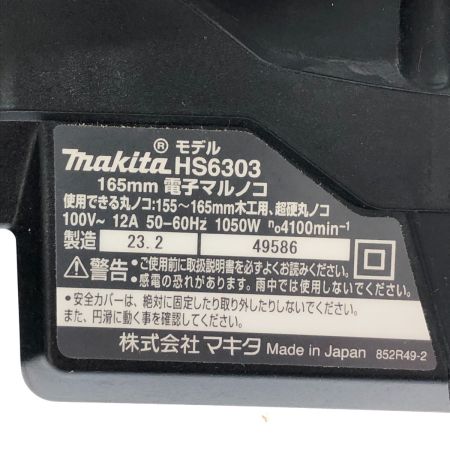 ® モデル
makita HS6303
165mm 電子マルノコ
使用できる丸ノコ:155~165mm木工用、超硬丸ノコ
100V~ 12A 50-60Hz 1050W n₀4100min⁻¹
製造 23.2 49586
⚠警告:●ご使用前に取扱説明書を必ずよくお読みください。
●感電の恐れがあります。雨中では使用しないでください。
●安全カバーは、絶対に固定したり取り外したりしないでください。
また、円滑に動く事を確認してください。
株式会社 マキタ Made in Japan 852R49-2